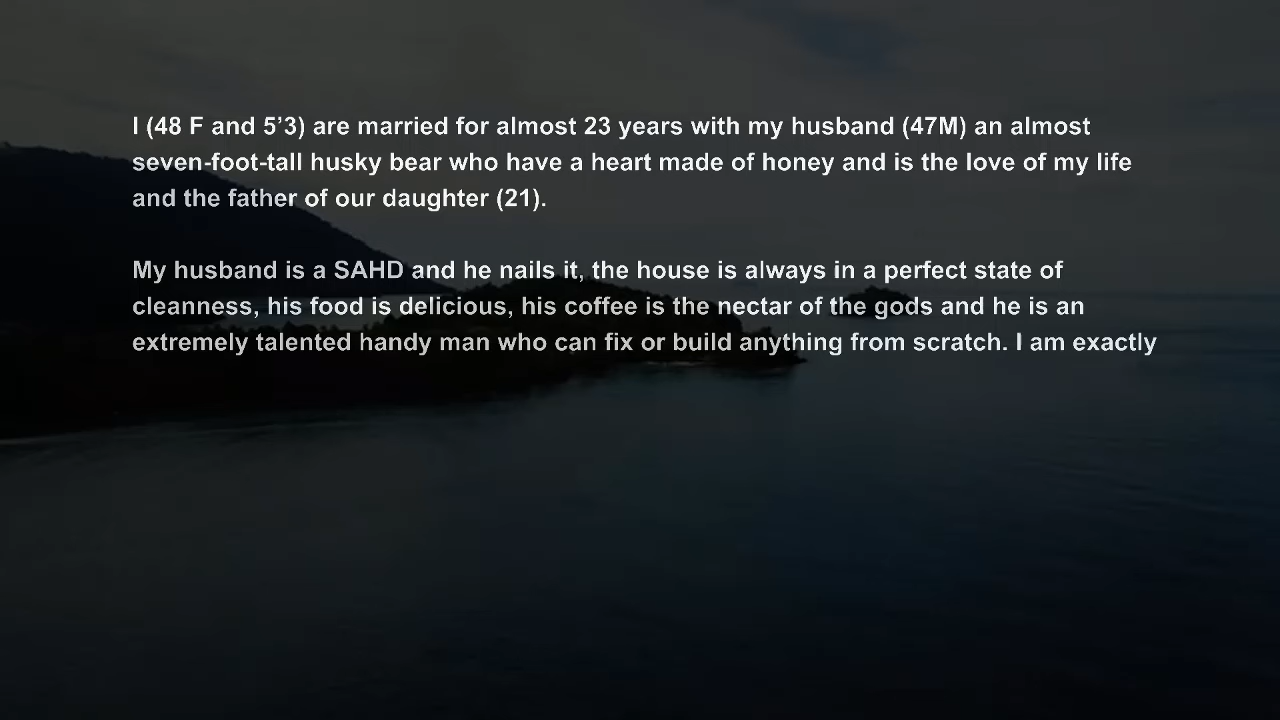 I (48 F and 5’3) are married for almost 23 years with my husband (47M) an almost
seven-foot-tall husky bear who have a heart made of honey and is the love of my life
and the father of our daughter (21).
My husband is a SAHD and he nails it, the house is always in a perfect state of
cleanness, his food is delicious, his coffee is the nectar of the gods and he is an
extremely talented handy man who can fix or build anything from scratch. I am exactly